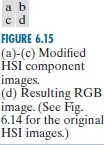 a b
c d
FIGURE 6.15
(a)-(c) Modified
HSI component
images.
(d) Resulting RGB
image. (See Fig.
6.14 for the original
HSI images.)